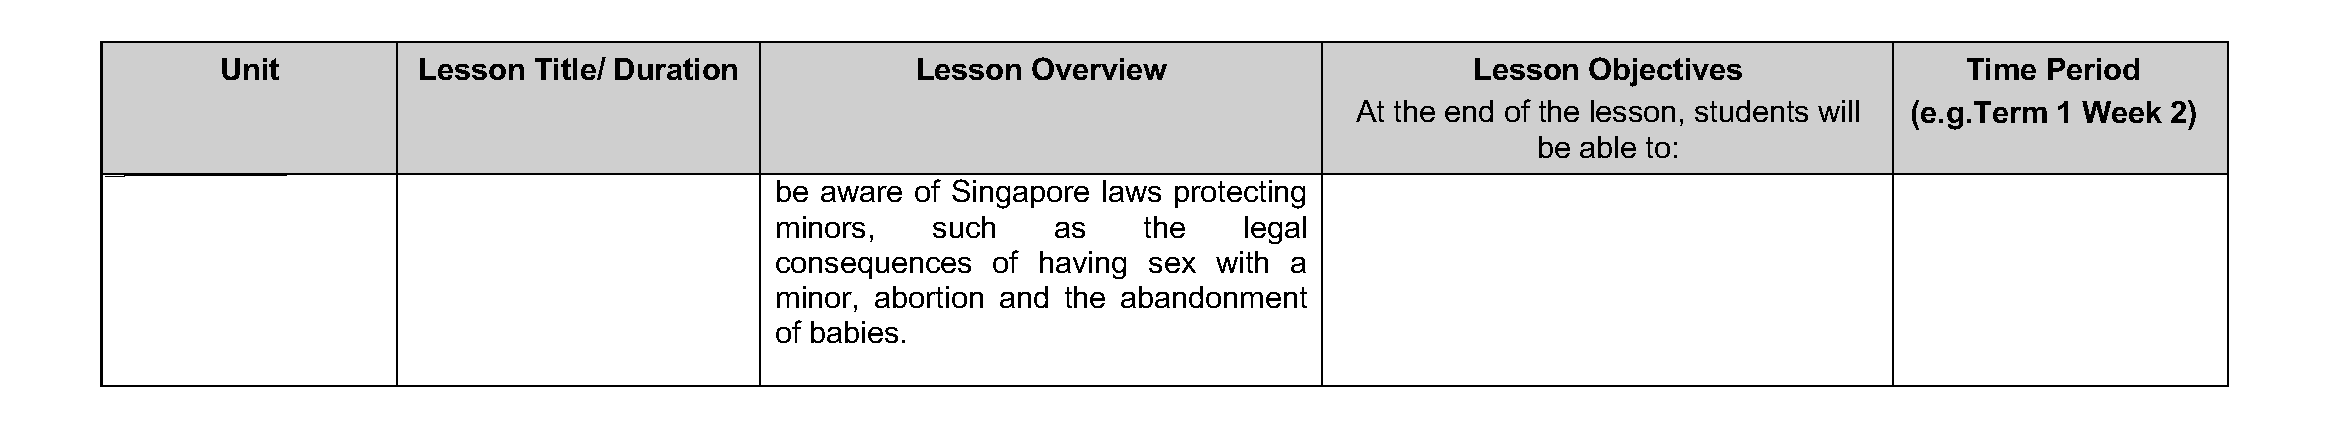 Unit
Lesson Title/ Duration
Lesson Overview
Lesson Objectives
At the end of the lesson, students will
be able to:
Time Period
(e.g.Term 1 Week 2)
be aware of Singapore laws protecting
minors, such as the legal
consequences of having sex with a
minor, abortion and the abandonment
of babies.